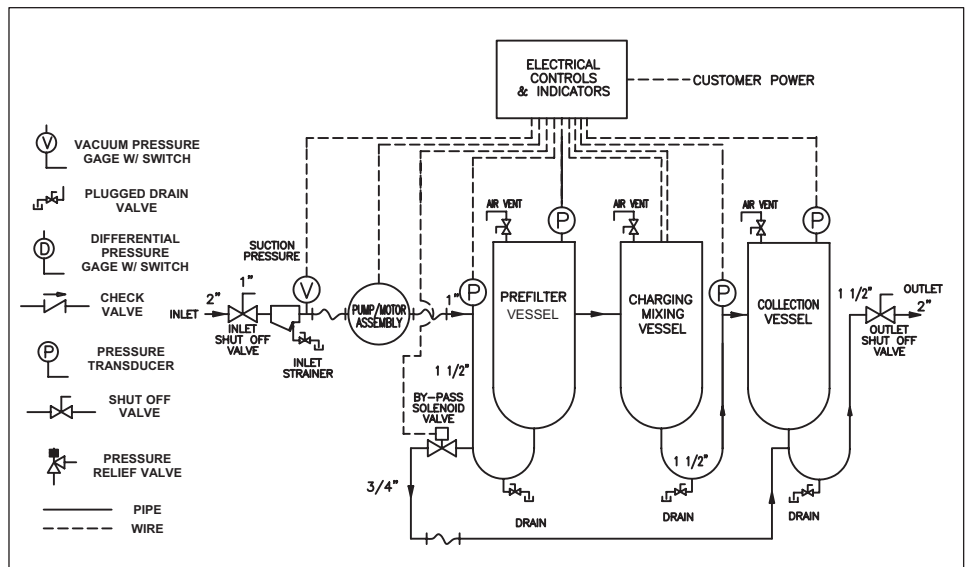 ELECTRICAL
CONTROLS
& INDICATORS
CUSTOMER POWER
V
VACUUM PRESSURE
GAGE W/ SWITCH
PLUGGED DRAIN
VALVE
D
DIFFERENTIAL
PRESSURE
GAGE W/ SWITCH
CHECK
VALVE
P
PRESSURE
TRANSDUCER
SHUT OFF
VALVE
PRESSURE
RELIEF VALVE
PIPE
WIRE
2"
INLET
1"
INLET
SHUT OFF
VALVE
SUCTION
PRESSURE
V
INLET
STRAINER
PUMP/MOTOR
ASSEMBLY
1"
P
1 1/2"
BY-PASS
SOLENOID
VALVE
3/4"
AIR VENT
P
PREFILTER
VESSEL
DRAIN
AIR VENT
CHARGING
MIXING
VESSEL
P
1 1/2"
DRAIN
AIR VENT
P
COLLECTION
VESSEL
DRAIN
1 1/2"
OUTLET
2"
OUTLET
SHUT OFF
VALVE